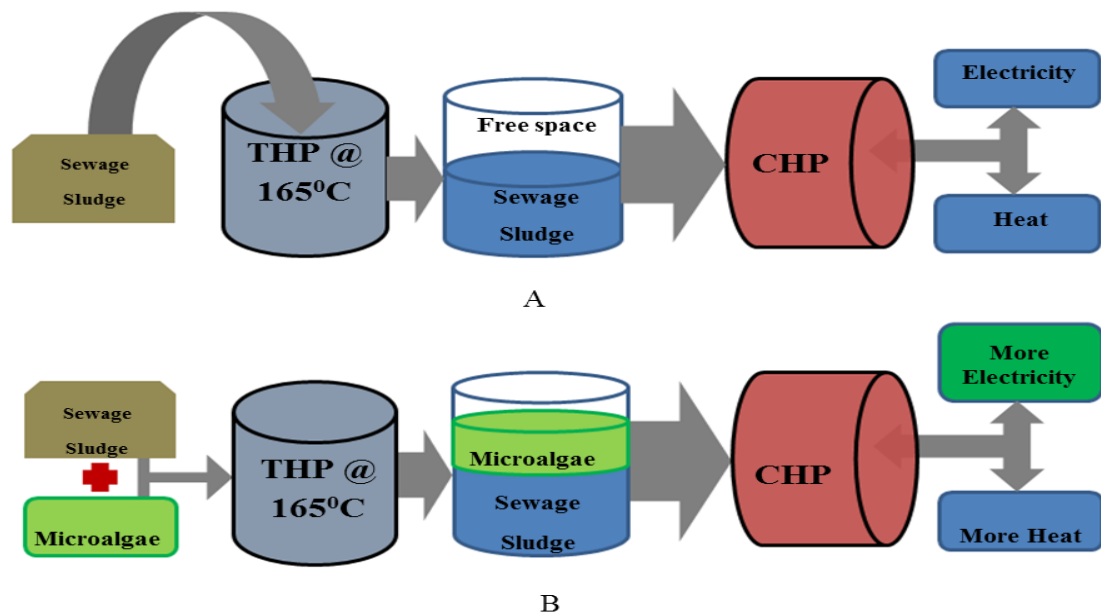 Sewage
Sludge
THP @
165⁰C
Free space
Sewage
Sludge
CHP
Electricity
Heat
A
Sewage
Sludge
Microalgae
THP @
165⁰C
Microalgae
Sewage
Sludge
CHP
More
Electricity
More Heat
B